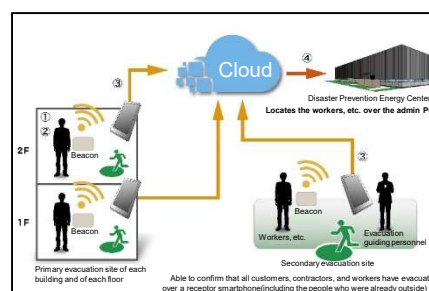 ③
Cloud
④
Disaster Prevention Energy Center
Locates the workers, etc. over the admin P
①
②
2F
Beacon
③
1F
Beacon
Beacon
Workers, etc.
Evacuation
guiding personnel
Primary evacuation site of each
building and of each floor
Secondary evacuation site
Able to confirm that all customers, contractors, and workers have evacuat
over a receptor smartphone(including the people who were already outside)